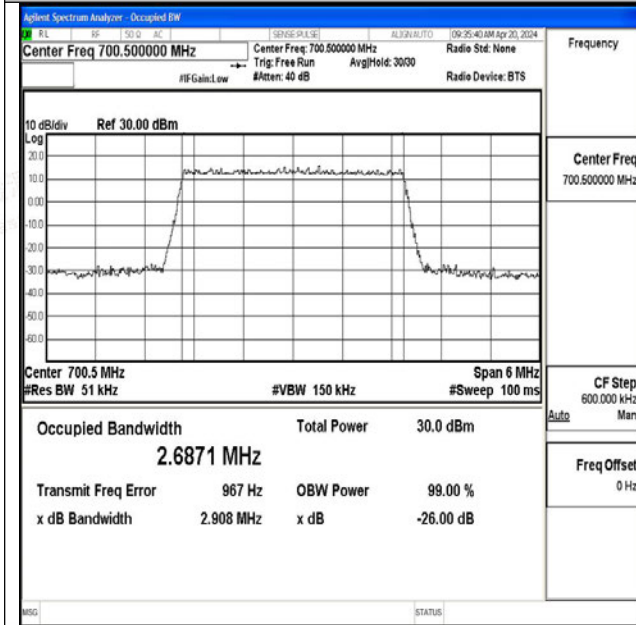 Agilent Spectrum Analyzer - Occupied BW
RL RF 50 Ω AC SENSE:PULSE ALIGNAUTO 09:35:40 AM Apr 20, 2024
Center Freq 700.500000 MHz
Center Freq: 700.500000 MHz
Radio Std: None
Trig: Free Run Avg|Hold: 30/30
#IFGain:Low
#Atten: 40 dB
Radio Device: BTS
10 dB/div Ref 30.00 dBm
Log
20.0
10.0
0.00
-10.0
-20.0
-30.0
-40.0
-50.0
-60.0
Center 700.5 MHz Span 6 MHz
#Res BW 51 kHz #VBW 150 kHz #Sweep 100 ms
Occupied Bandwidth Total Power 30.0 dBm
2.6871 MHz
Transmit Freq Error 967 Hz OBW Power 99.00 %
x dB Bandwidth 2.908 MHz x dB -26.00 dB
MSG STATUS
Frequency
Center Freq
700.500000 MHz
CF Step
600.000 kHz
Auto Man
Freq Offset
0 Hz